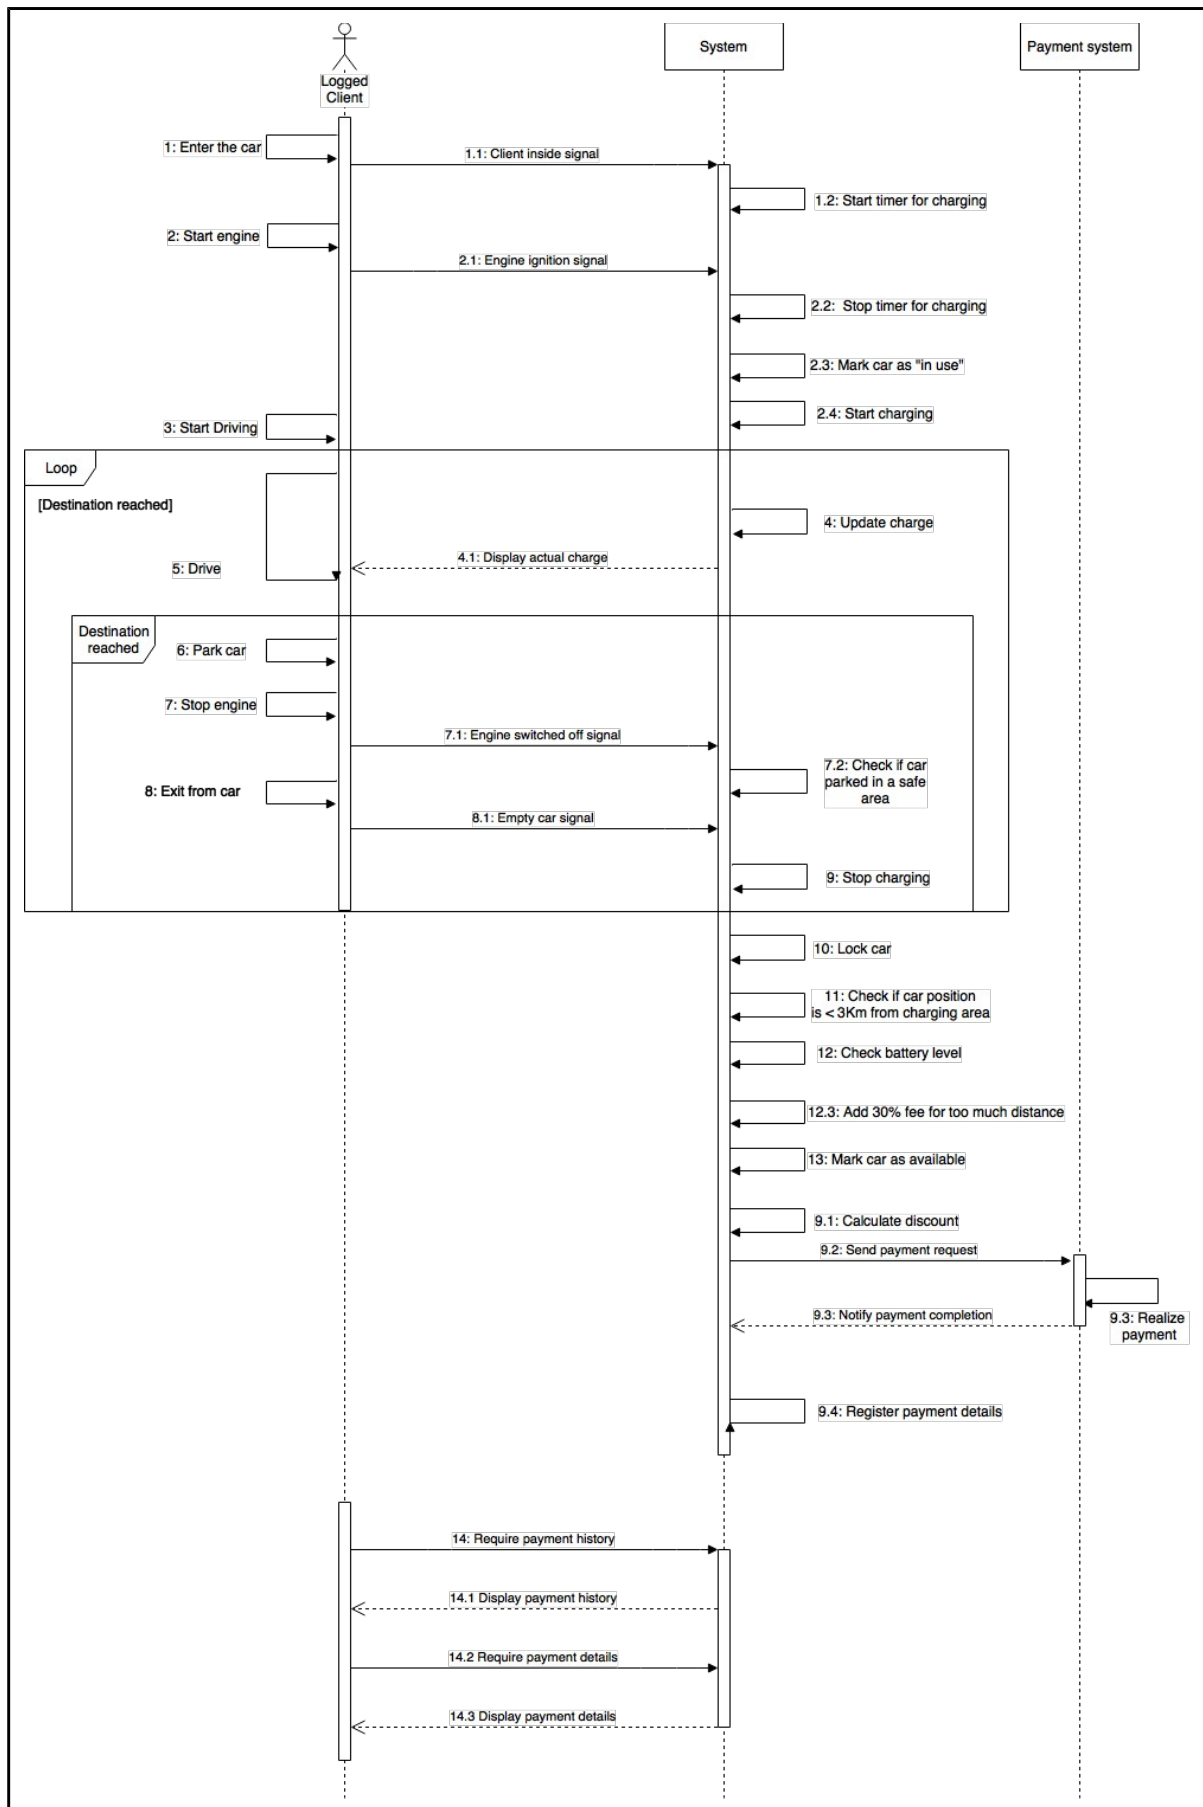 System
Payment system
Logged
Client
1: Enter the car
1.1: Client inside signal
1.2: Start timer for charging
2: Start engine
2.1: Engine ignition signal
2.2:  Stop timer for charging
2.3: Mark car as "in use"
2.4: Start charging
3: Start Driving
Loop
[Destination reached]
4: Update charge
4.1: Display actual charge
5: Drive
Destination
reached
6: Park car
7: Stop engine
7.1: Engine switched off signal
7.2: Check if car
parked in a safe
area
8: Exit from car
8.1: Empty car signal
9: Stop charging
10: Lock car
11: Check if car position
is < 3Km from charging area
12: Check battery level
12.3: Add 30% fee for too much distance
13: Mark car as available
9.1: Calculate discount
9.2: Send payment request
9.3: Notify payment completion
9.3: Realize
payment
9.4: Register payment details
14: Require payment history
14.1 Display payment history
14.2 Require payment details
14.3 Display payment details